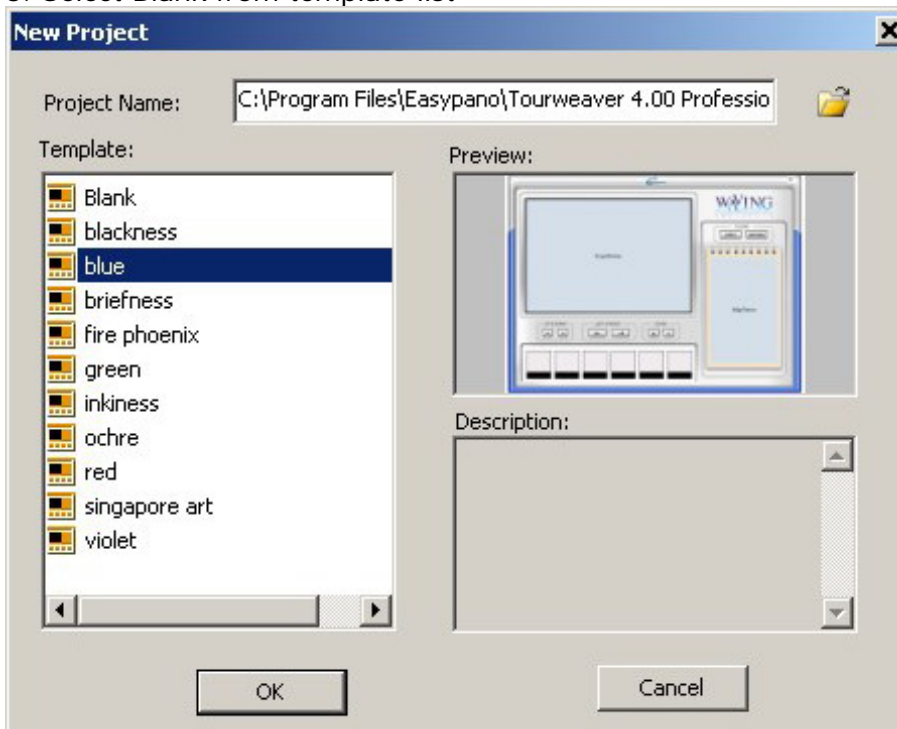 Select Blank from template list
New Project
Project Name:
C:\Program Files\Easypano\Tourweaver 4.00 Professio
Template:
Blank
blackness
blue
briefness
fire phoenix
green
inkiness
ochre
red
singapore art
violet
Preview:
Description:
OK
Cancel